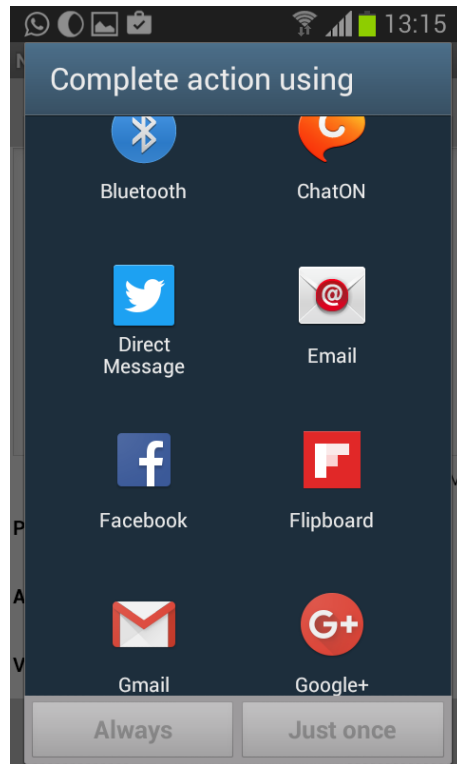 13:15
N
Complete action using
Bluetooth
ChatON
Direct
Message
Email
Facebook
Flipboard
P
A
V
Gmail
Google+
Always
Just once